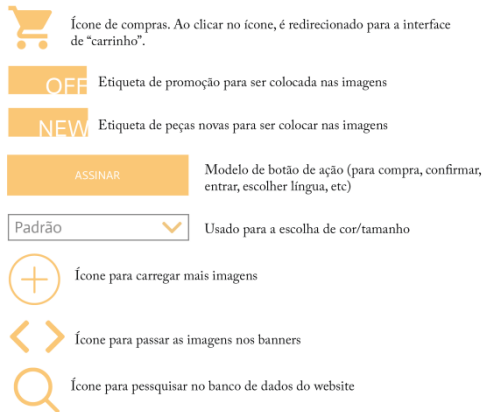 Ícone de compras. Ao clicar no ícone, é redirecionado para a interface
de “carrinho”.
OFF
Etiqueta de promoção para ser colocada nas imagens
NEW
Etiqueta de peças novas para ser colocar nas imagens
ASSINAR
Modelo de botão de ação (para compra, confirmar,
entrar, escolher língua, etc)
Padrão
Usado para a escolha de cor/tamanho
Ícone para carregar mais imagens
Ícone para passar as imagens nos banners
Ícone para pessquisar no banco de dados do website